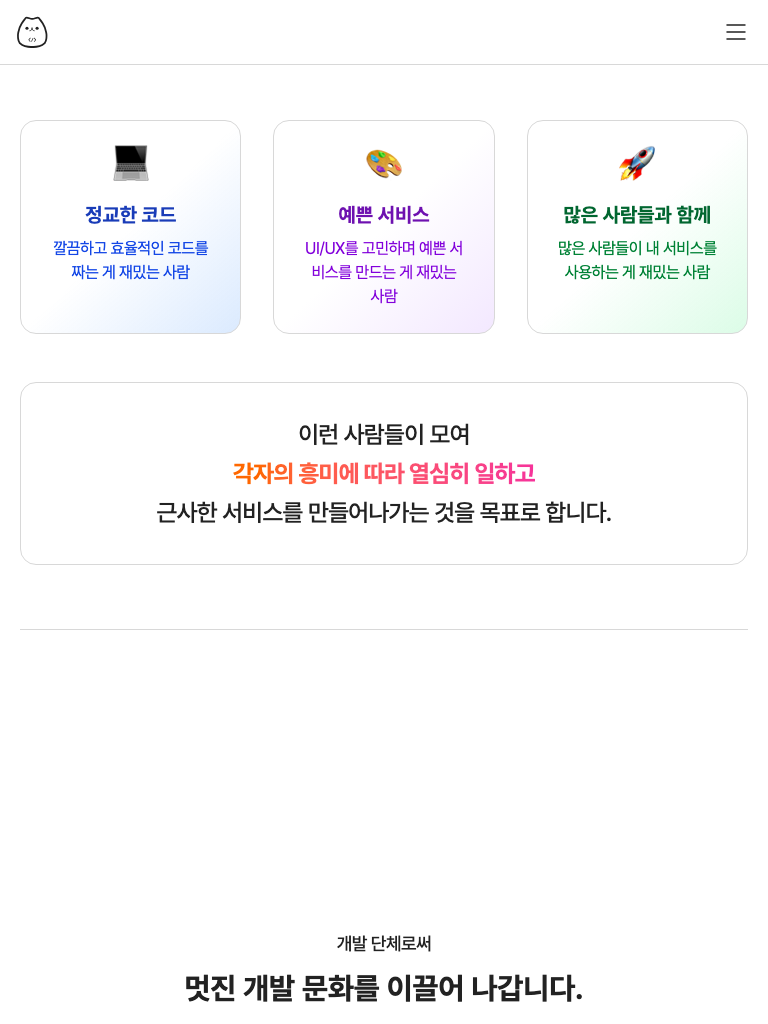 정교한 코드
깔끔하고 효율적인 코드를
짜는 게 재밌는 사람
예쁜 서비스
UI/UX를 고민하며 예쁜 서
비스를 만드는 게 재밌는
사람
많은 사람들과 함께
많은 사람들이 내 서비스를
사용하는 게 재밌는 사람
이런 사람들이 모여
각자의 흥미에 따라 열심히 일하고
근사한 서비스를 만들어나가는 것을 목표로 합니다.
개발 단체로써
멋진 개발 문화를 이끌어 나갑니다.